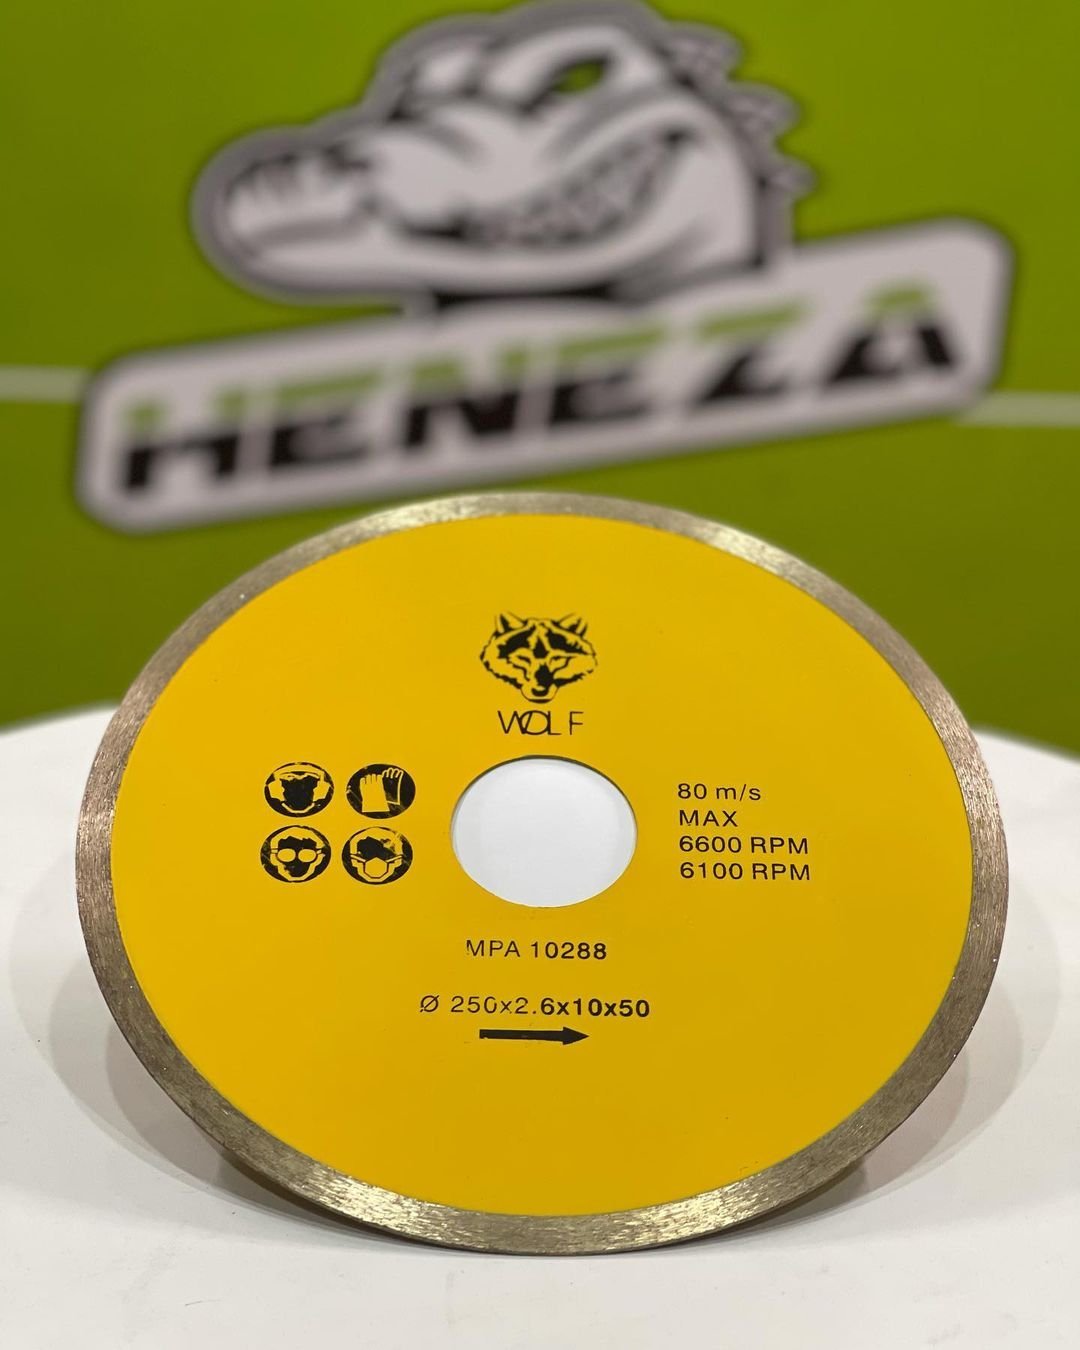 HENEZA
WOLF
80 m/s
MAX
6600 RPM
6100 RPM
MPA 10288
Ø 250x2.6x10x50